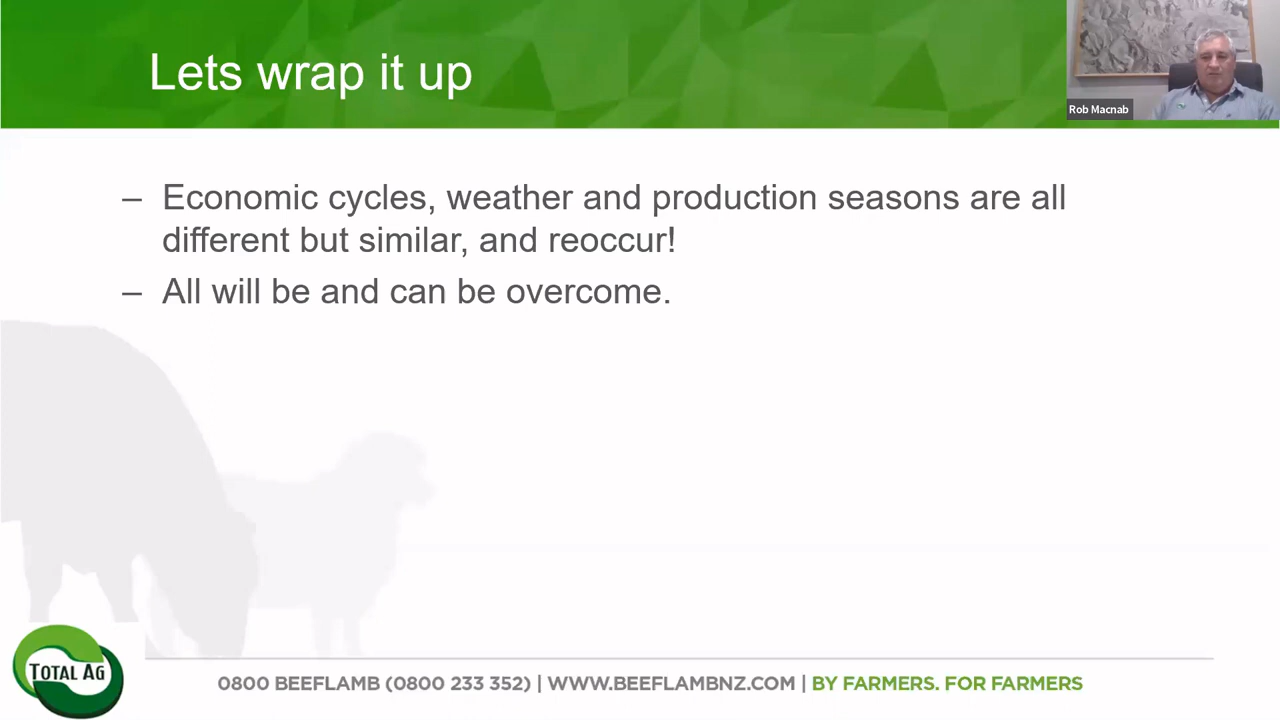 Lets wrap it up
Rob Macnab
– Economic cycles, weather and production seasons are all
different but similar, and reoccur!
– All will be and can be overcome.
TOTAL AG
0800 BEEFLAMB (0800 233 352) | WWW.BEEFLAMBNZ.COM | BY FARMERS. FOR FARMERS